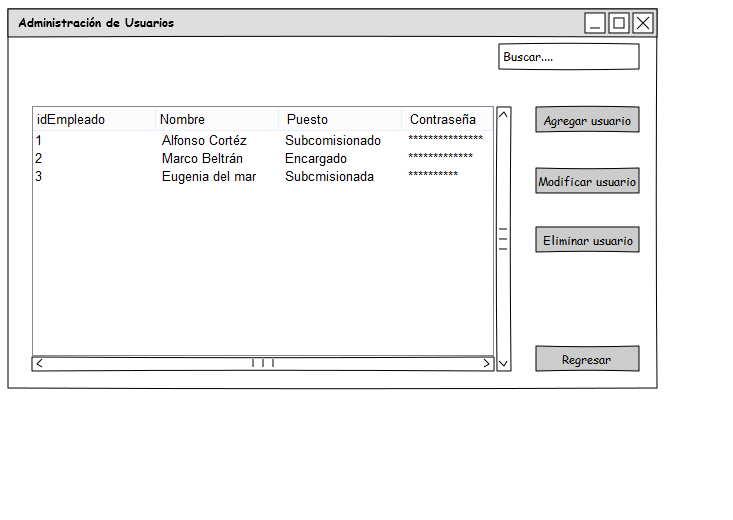 Administración de Usuarios
Buscar....
idEmpleado Nombre Puesto Contraseña
1 Alfonso Cortéz Subcomisionado ***************
2 Marco Beltrán Encargado *************
3 Eugenia del mar Subcmisionada **********
Agregar usuario
Modificar usuario
Eliminar usuario
Regresar